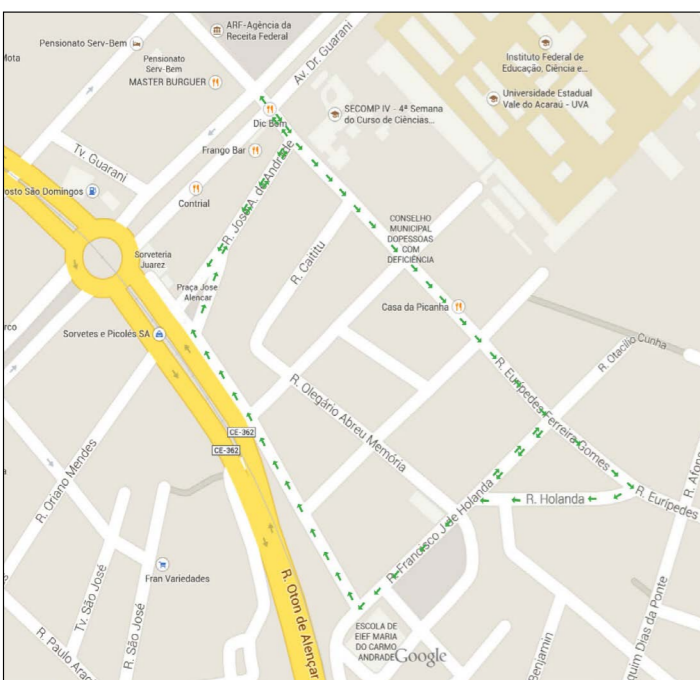 ARF-Agência da
Receita Federal
Pensionato Serv-Bem
Mota
Pensionato
Serv-Bem
MASTER BURGUER
Av. Dr. Guarani
Instituto Federal de
Educação, Ciência e...
Universidade Estadual
Vale do Acaraú - UVA
SECOMP IV - 4ª Semana
do Curso de Ciências...
Dic Bem
Frango Bar
Tv. Guarani
osto São Domingos
Contrial
R. José A. de Andrade
Sorveteria
Juarez
R. Caititu
CONSELHO
MUNICIPAL
DOPESSOAS
COM
DEFICIÊNCIA
Praça Jose
Alencar
Casa da Picanha
rco
Sorvetes e Picolés SA
R. Otacílio Cunha
R. Eurípedes Ferreira Gomes
R. Olegário Abreu Memória
CE-362
CE-362
R. Oriano Mendes
R. Francisco J de Holanda
R. Holanda
R. Eurípedes
R. Afons
Fran Variedades
Tv. São José
R. São José
R. Oton de Alençar
ESCOLA DE
EIEF MARIA
DO CARMO
ANDRADE
Google
R. Paulo Arag
Benjamin
quim Dias da Ponte